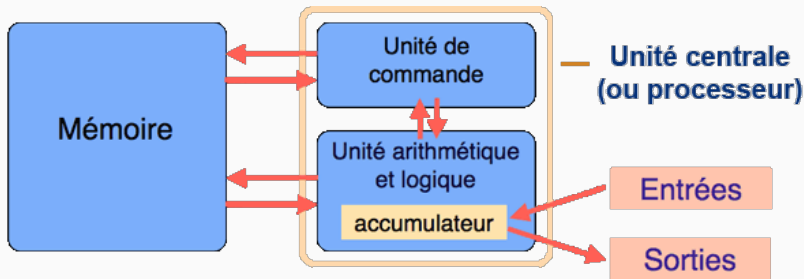 Mémoire
Unité de
commande
Unité arithmétique
et logique
accumulateur
Unité centrale
(ou processeur)
Entrées
Sorties